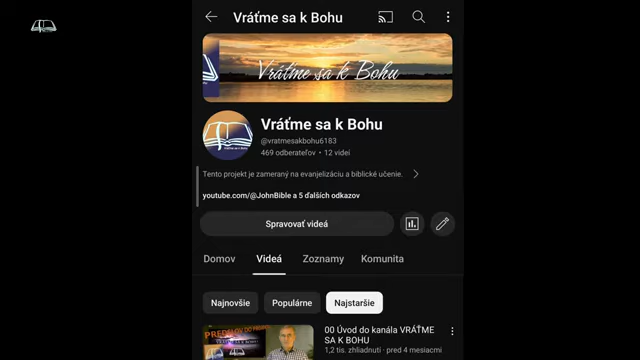 Vráťme sa k Bohu
Vráťme sa k Bohu
Vráťme sa k Bohu
@vratmesakbohu6183
469 odberateľov • 12 videí
Tento projekt je zameraný na evanjelizáciu a biblické učenie.
youtube.com/@JohnBible a 5 ďalších odkazov
Spravovať videá
Domov Videá Zoznamy Komunita
Najnovšie Populárne Najstaršie
00 Úvod do kanála VRÁŤME
SA K BOHU
1,2 tis. zhliadnutí · pred 4 mesiacmi